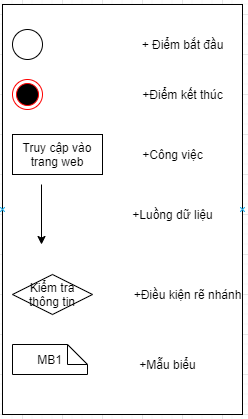 + Điểm bắt đầu
+Điểm kết thúc
Truy cập vào
trang web
+Công việc
+Luồng dữ liệu
Kiểm tra
thông tin
+Điều kiện rẽ nhánh
MB1
+Mẫu biểu